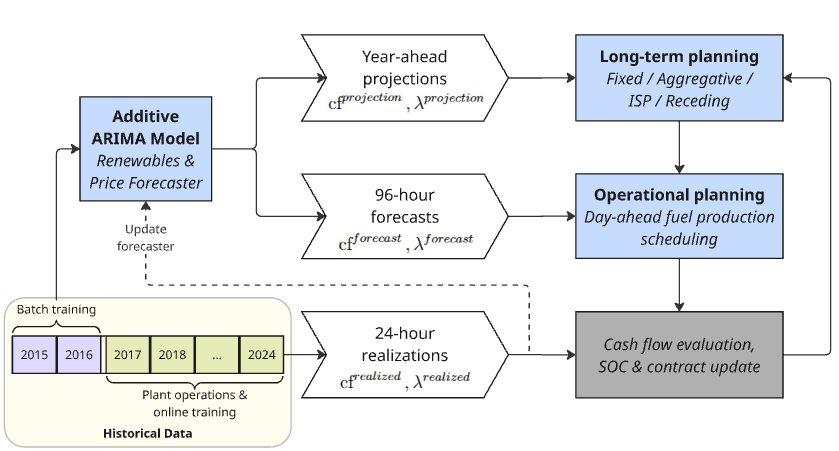 Year-ahead
projections
cf^projection, λ^projection
Long-term planning
Fixed / Aggregative /
ISP / Receding
Additive
ARIMA Model
Renewables &
Price Forecaster
96-hour
forecasts
cf^forecast, λ^forecast
Operational planning
Day-ahead fuel production
scheduling
Update
forecaster
Batch training
2015 2016 2017 2018 ... 2024
Plant operations &
online training
Historical Data
24-hour
realizations
cf^realized, λ^realized
Cash flow evaluation,
SOC & contract update